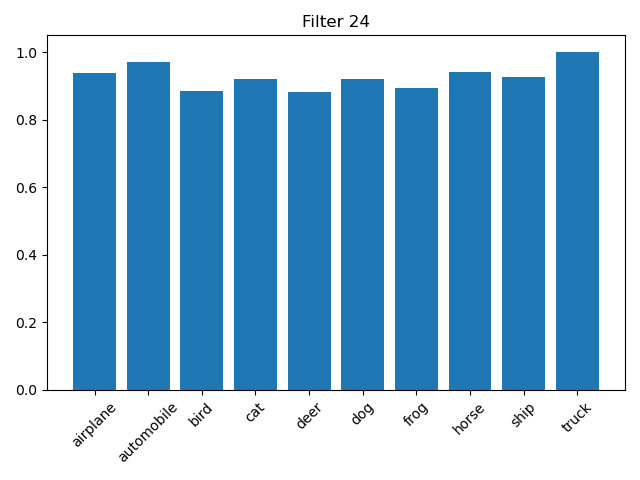 Filter 24
1.0
0.8
0.6
0.4
0.2
0.0
airplane
automobile
bird
cat
deer
dog
frog
horse
ship
truck